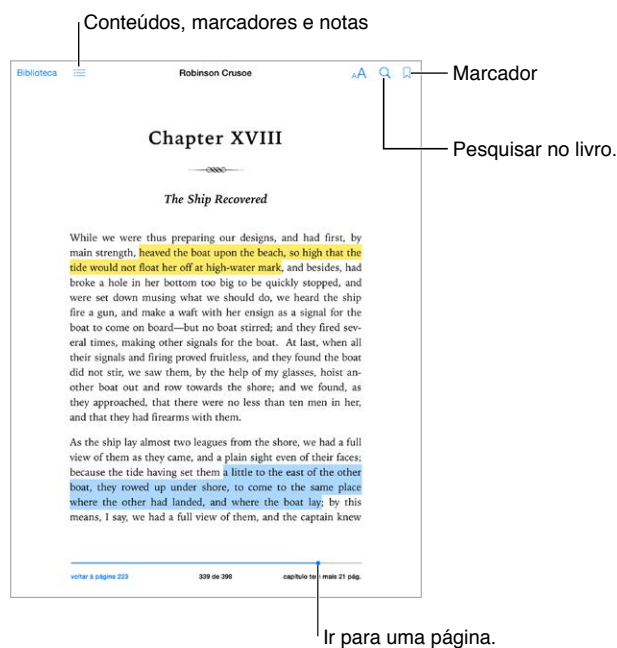 Conteúdos, marcadores e notas
Biblioteca
Robinson Crusoe
AA
Marcador
Pesquisar no livro.
Chapter XVIII
The Ship Recovered
While we were thus preparing our designs, and had first, by
main strength, heaved the boat upon the beach, so high that the
tide would not float her off at high-water mark, and besides, had
broke a hole in her bottom too big to be quickly stopped, and
were set down musing what we should do, we heard the ship
fire a gun, and make a waft with her ensign as a signal for the
boat to come on board—but no boat stirred; and they fired sev-
eral times, making other signals for the boat. At last, when all
their signals and firing proved fruitless, and they found the boat
did not stir, we saw them, by the help of my glasses, hoist an-
other boat out and row towards the shore; and we found, as
they approached, that there were no less than ten men in her,
and that they had firearms with them.
As the ship lay almost two leagues from the shore, we had a full
view of them as they came, and a plain sight even of their faces;
because the tide having set them a little to the east of the other
boat, they rowed up under shore, to come to the same place
where the other had landed, and where the boat lay; by this
means, I say, we had a full view of them, and the captain knew
voltar à página 223
339 de 398
capítulo tem mais 21 pág.
Ir para uma página.